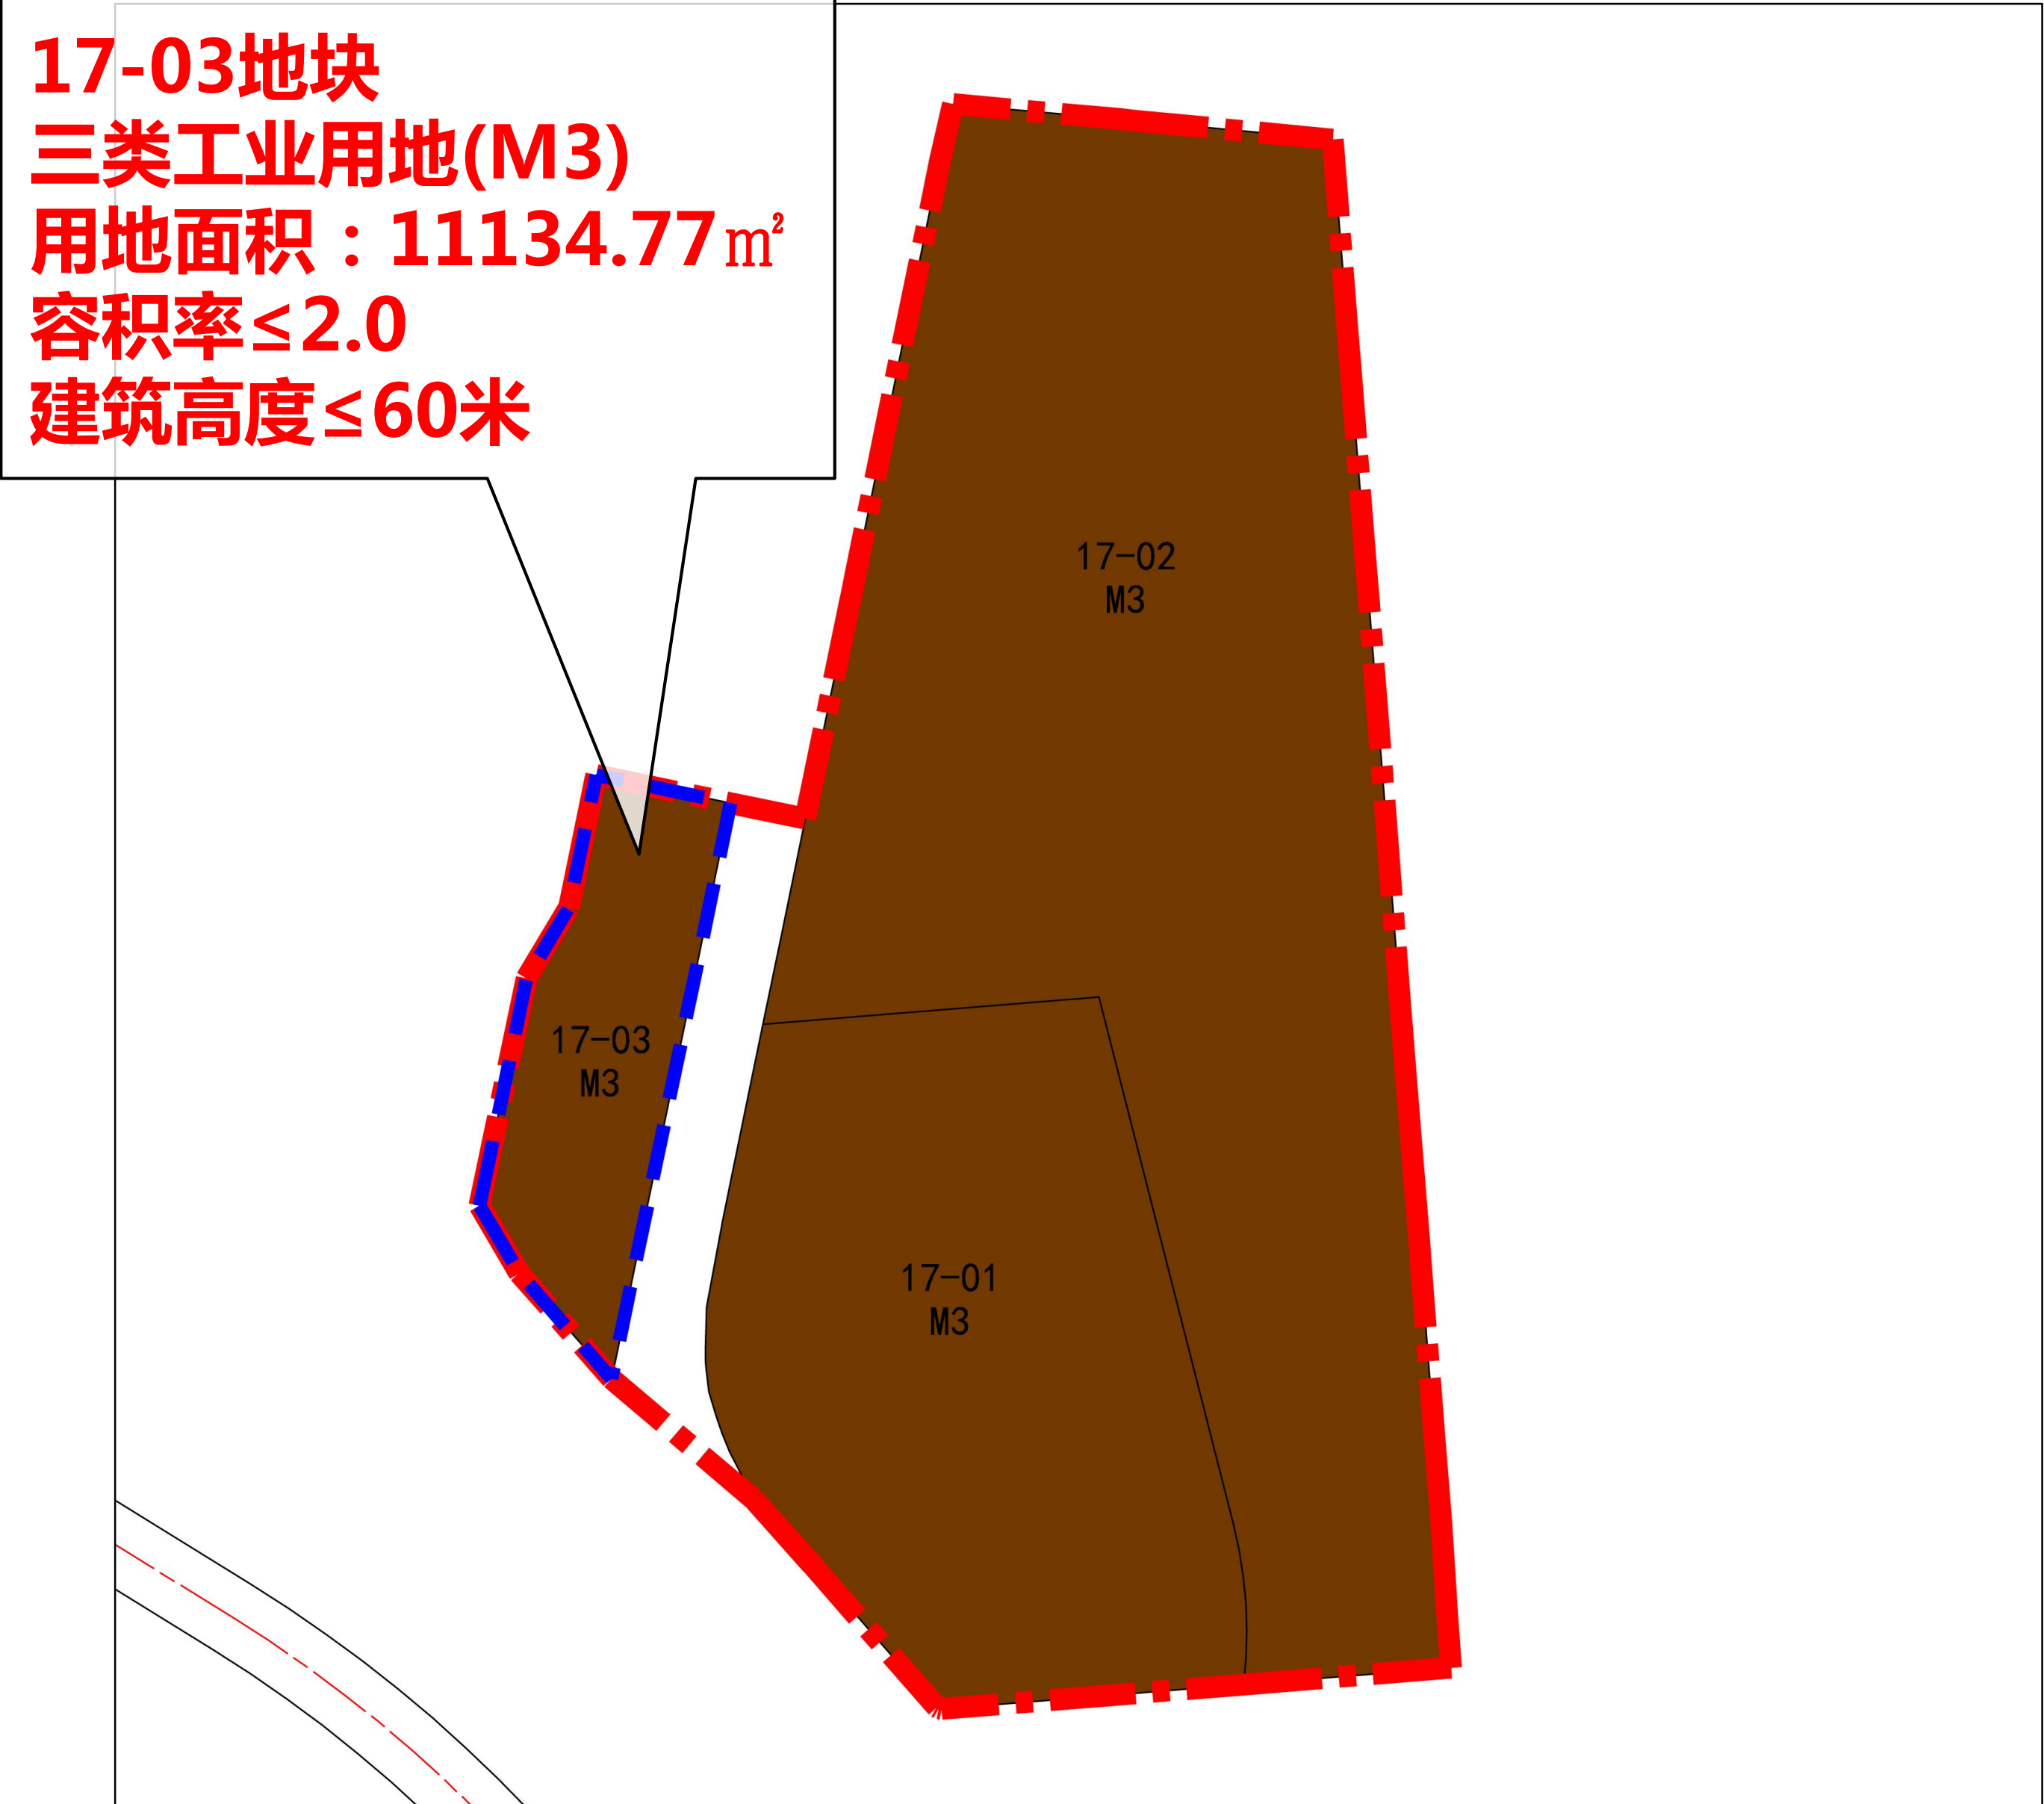 17-03地块
三类工业用地(M3)
用地面积：11134.77㎡
容积率≤2.0
建筑高度≤60米
17-02
M3
17-03
M3
17-01
M3